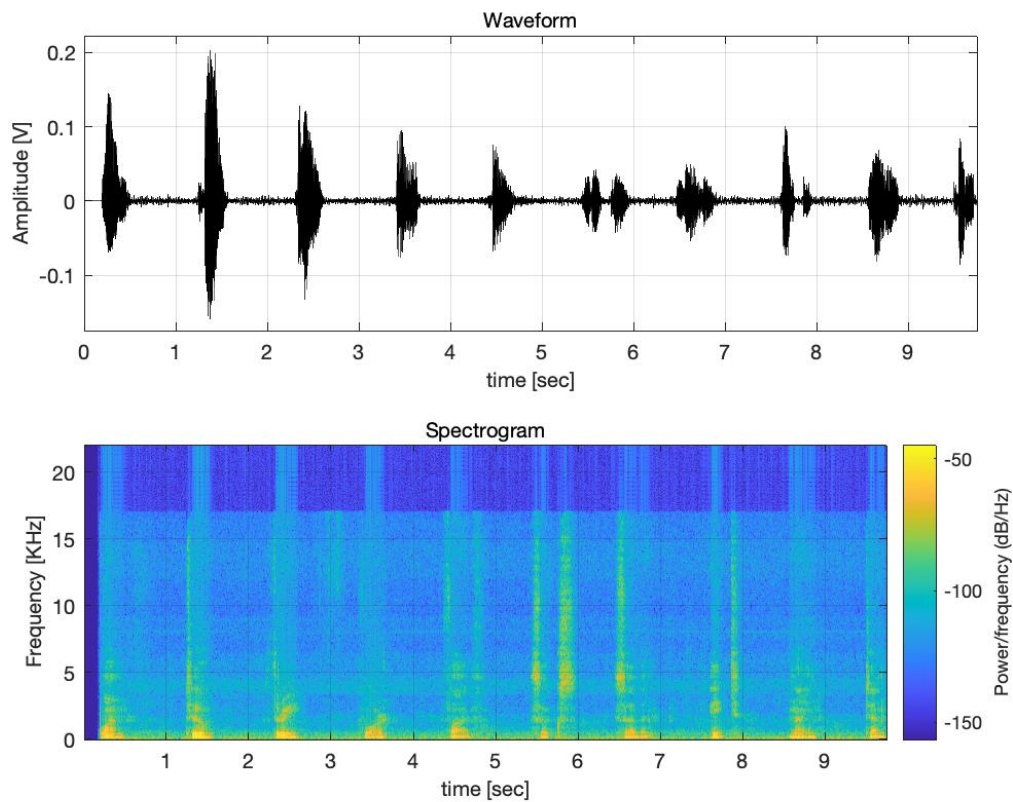 Waveform
0.2
0.1
0
-0.1
Amplitude [V]
0 1 2 3 4 5 6 7 8 9
time [sec]
Spectrogram
20
15
10
5
0
Frequency [KHz]
1 2 3 4 5 6 7 8 9
time [sec]
-50
-100
-150
Power/frequency (dB/Hz)